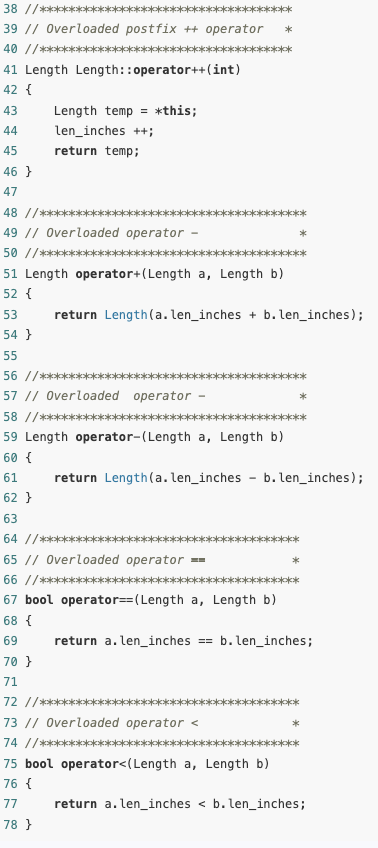 38 //***********************************
39 // Overloaded postfix ++ operator   *
40 //***********************************
41 Length Length::operator++(int)
42 {
43     Length temp = *this;
44     len_inches ++;
45     return temp;
46 }
47
48 //*************************************
49 // Overloaded operator -              *
50 //*************************************
51 Length operator+(Length a, Length b)
52 {
53     return Length(a.len_inches + b.len_inches);
54 }
55
56 //*************************************
57 // Overloaded  operator -             *
58 //*************************************
59 Length operator-(Length a, Length b)
60 {
61     return Length(a.len_inches - b.len_inches);
62 }
63
64 //************************************
65 // Overloaded operator ==            *
66 //************************************
67 bool operator==(Length a, Length b)
68 {
69     return a.len_inches == b.len_inches;
70 }
71
72 //************************************
73 // Overloaded operator <             *
74 //************************************
75 bool operator<(Length a, Length b)
76 {
77     return a.len_inches < b.len_inches;
78 }